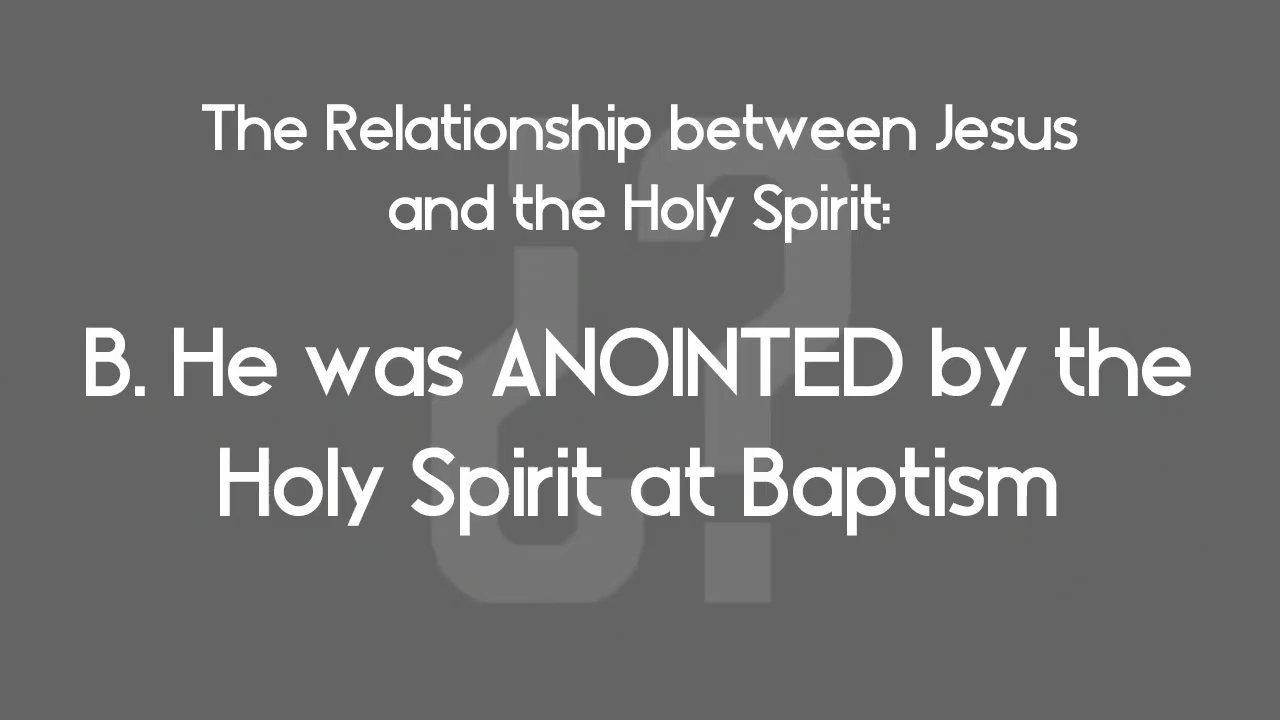 The Relationship between Jesus
and the Holy Spirit:
B. He was ANOINTED by the
Holy Spirit at Baptism